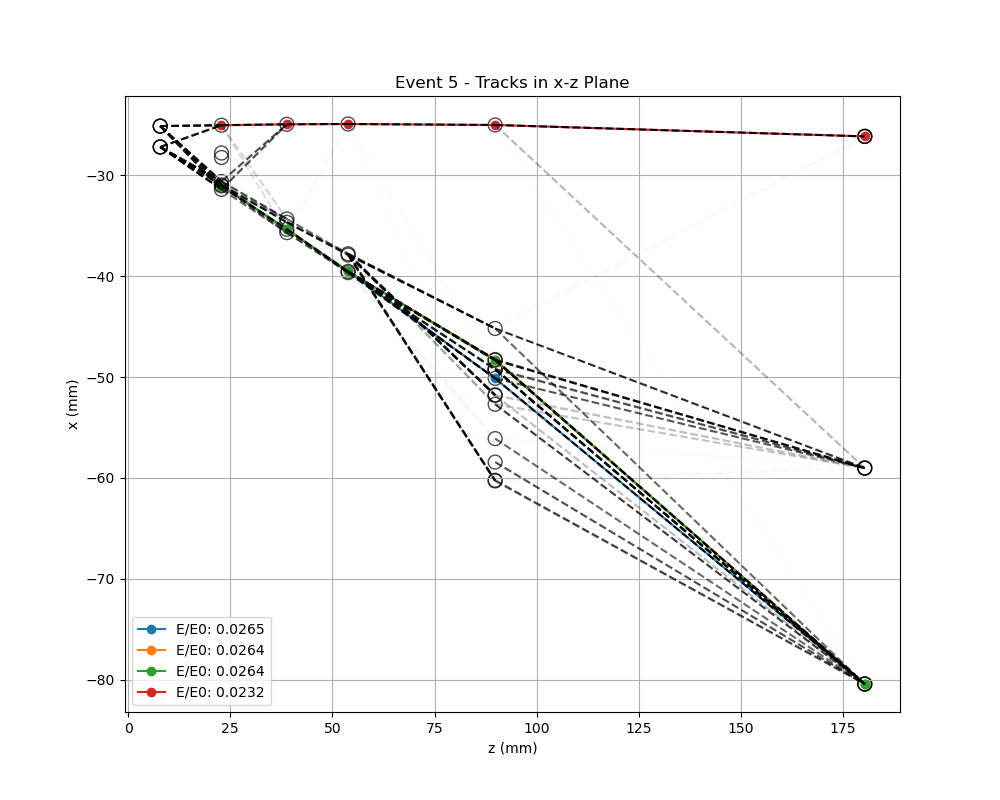 Event 5 - Tracks in x-z Plane
x (mm)
−30
−40
−50
−60
−70
−80
E/E0: 0.0265
E/E0: 0.0264
E/E0: 0.0264
E/E0: 0.0232
0 25 50 75 100 125 150 175
z (mm)